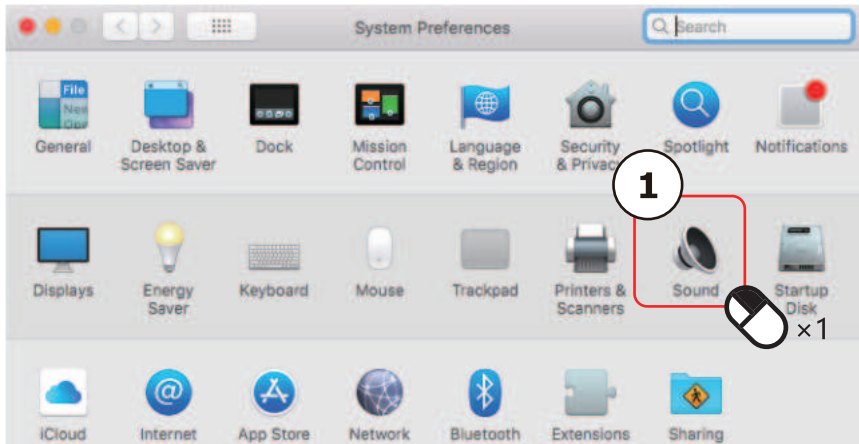 System Preferences
Search
File
New
Ope
General
Desktop &
Screen Saver
Dock
Mission
Control
Language
& Region
Security
& Privacy
Spotlight
Notifications
1
Displays
Energy
Saver
Keyboard
Mouse
Trackpad
Printers &
Scanners
Sound
Startup
Disk
×1
iCloud
Internet
App Store
Network
Bluetooth
Extensions
Sharing